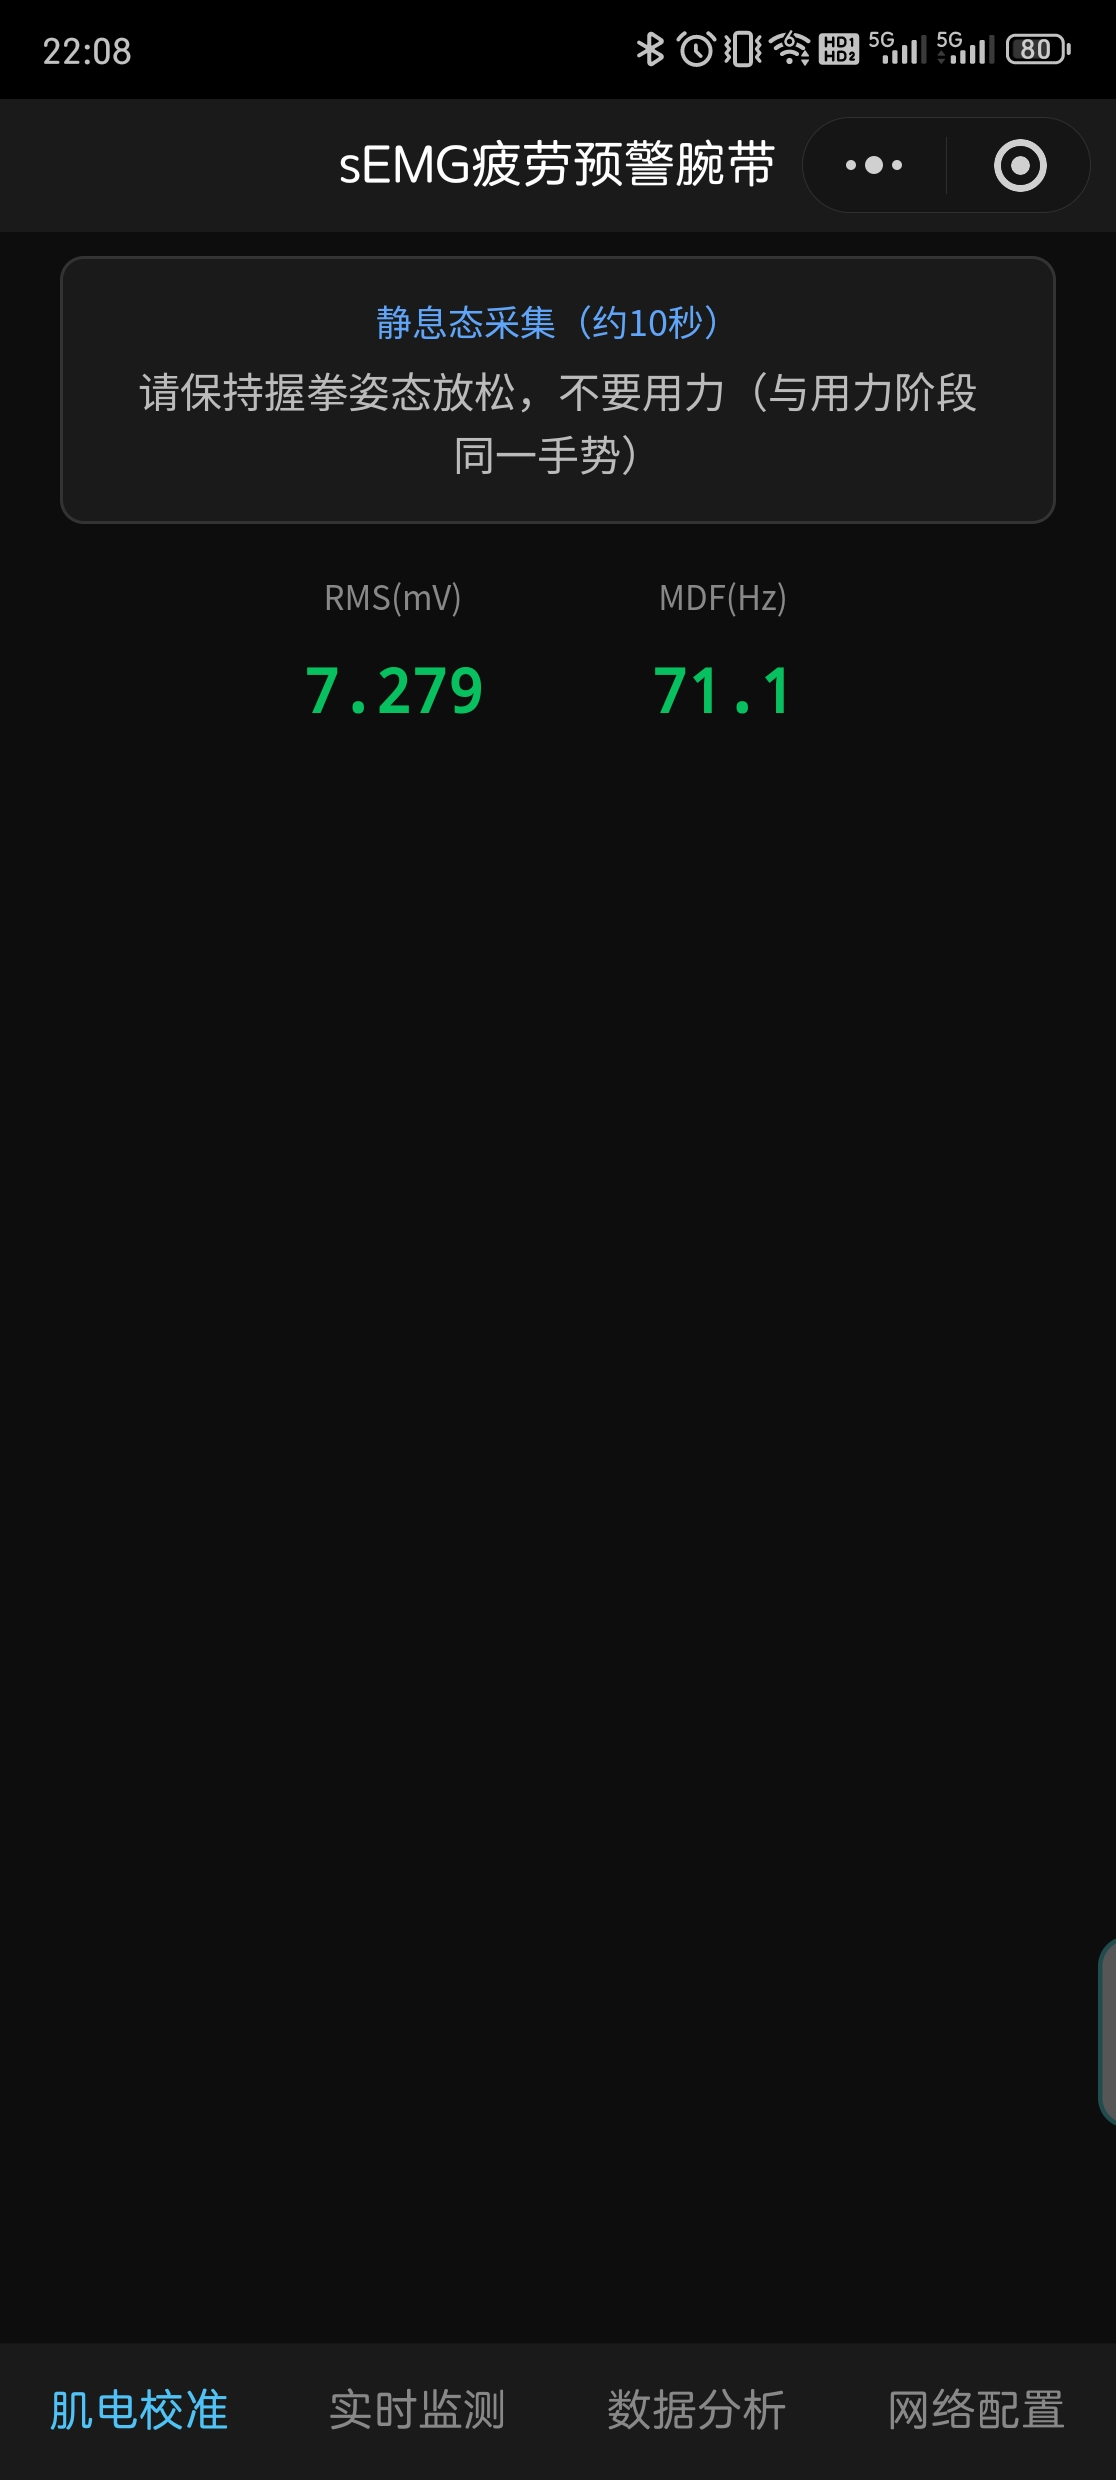 22:08
6
HD1
HD2
5G
5G
80
sEMG疲劳预警腕带
静息态采集（约10秒）
请保持握拳姿态放松，不要用力（与用力阶段
同一手势）
RMS(mV) MDF(Hz)
7.279 71.1
肌电校准 实时监测 数据分析 网络配置